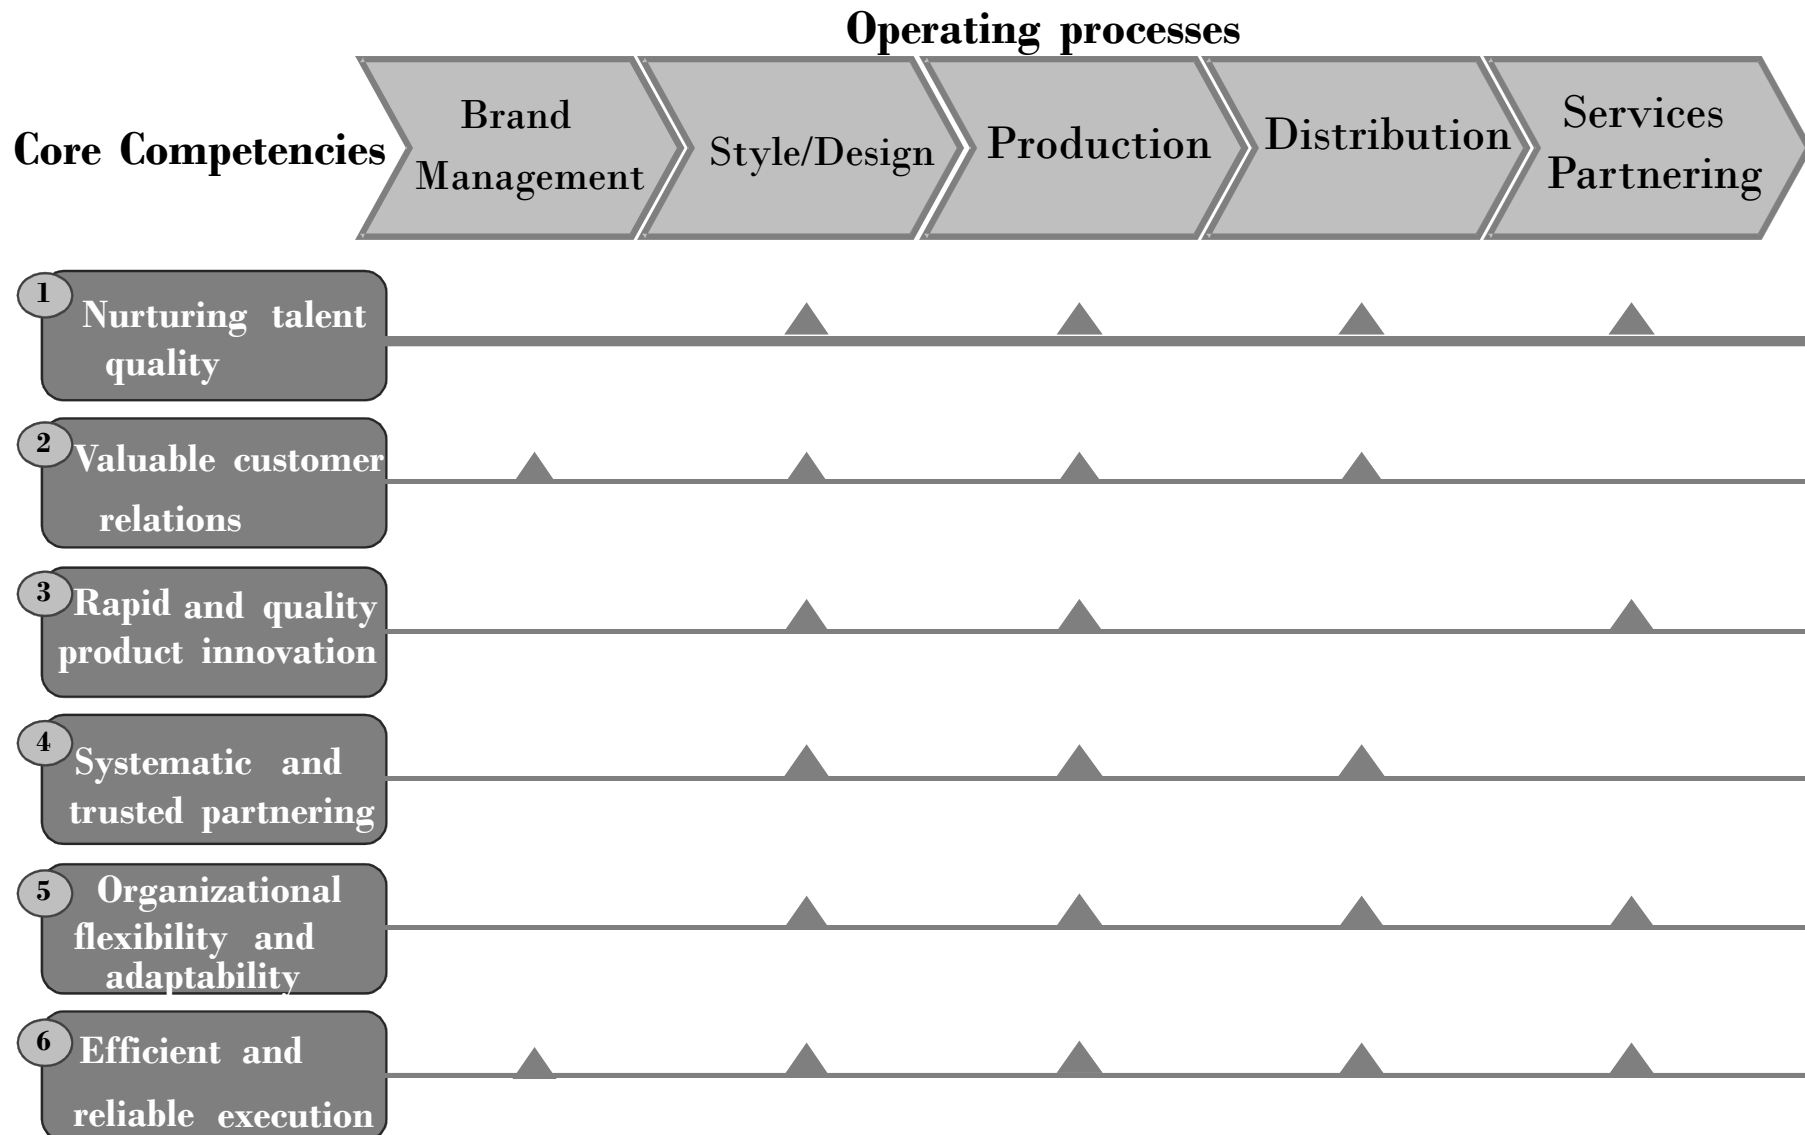 Operating processes
Core Competencies
Brand
Management
Style/Design
Production
Distribution
Services
Partnering
1
Nurturing talent
quality
2
Valuable customer
relations
3
Rapid and quality
product innovation
4
Systematic and
trusted partnering
5
Organizational
flexibility and
adaptability
6
Efficient and
reliable execution